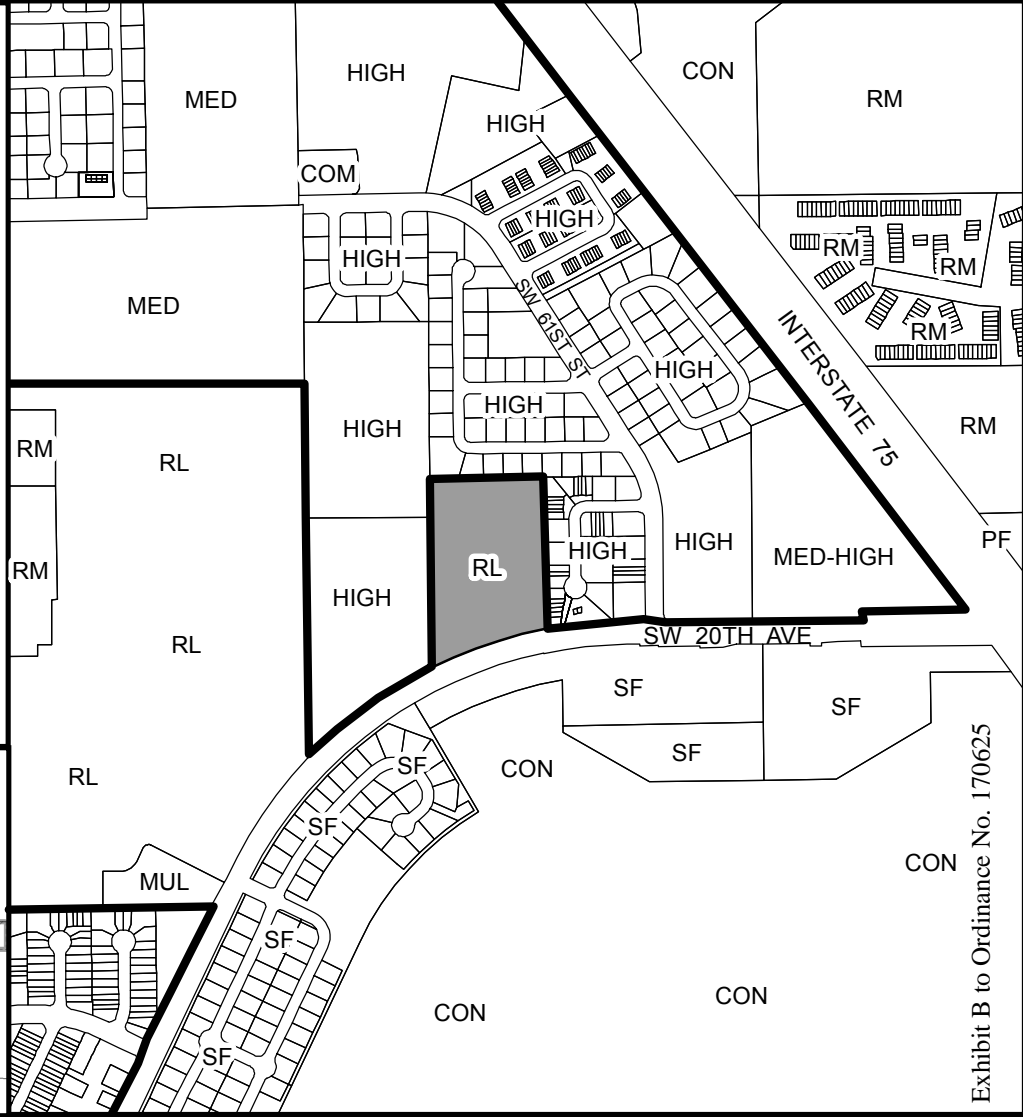 HIGH
CON
MED
RM
HIGH
COM
HIGH
HIGH
RM
RM
MED
SW 61ST ST
RM
INTERSTATE 75
HIGH
HIGH
HIGH
RM
RM
RL
PF
HIGH
HIGH
MED-HIGH
RL
RM
HIGH
SW 20TH AVE
RL
SF
SF
SF
SF
CON
RL
SF
CON
MUL
SF
CON
CON
SF
Exhibit B to Ordinance No. 170625